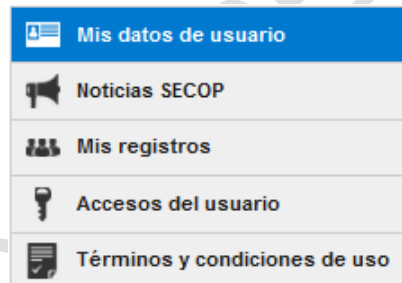 Mis datos de usuario
Noticias SECOP
Mis registros
Accesos del usuario
Términos y condiciones de uso